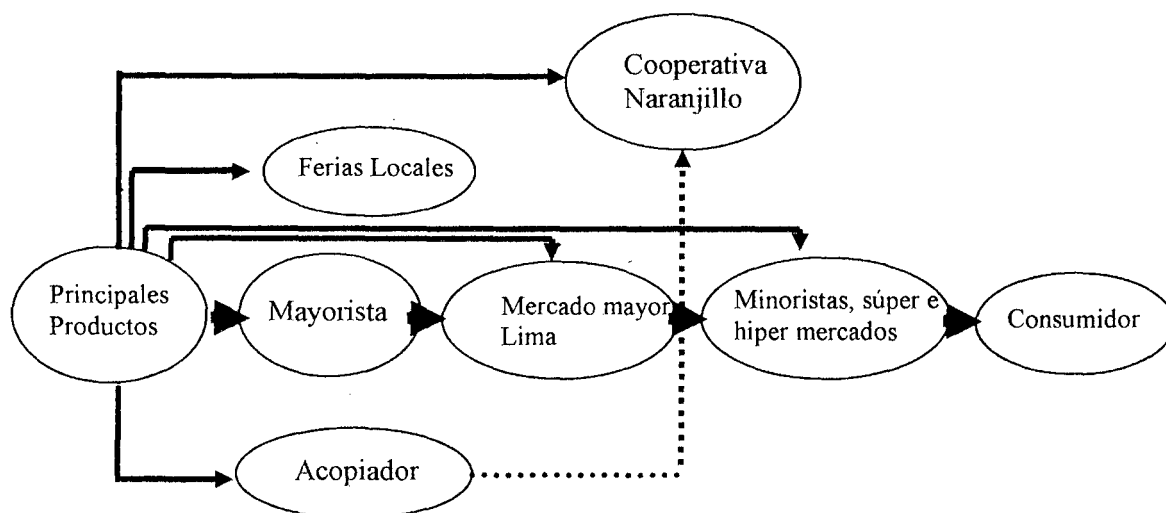 Cooperativa
Naranjillo
Ferias Locales
Principales
Productos
Mayorista
Mercado mayor
Lima
Minoristas, súper e
hiper mercados
Consumidor
Acopiador